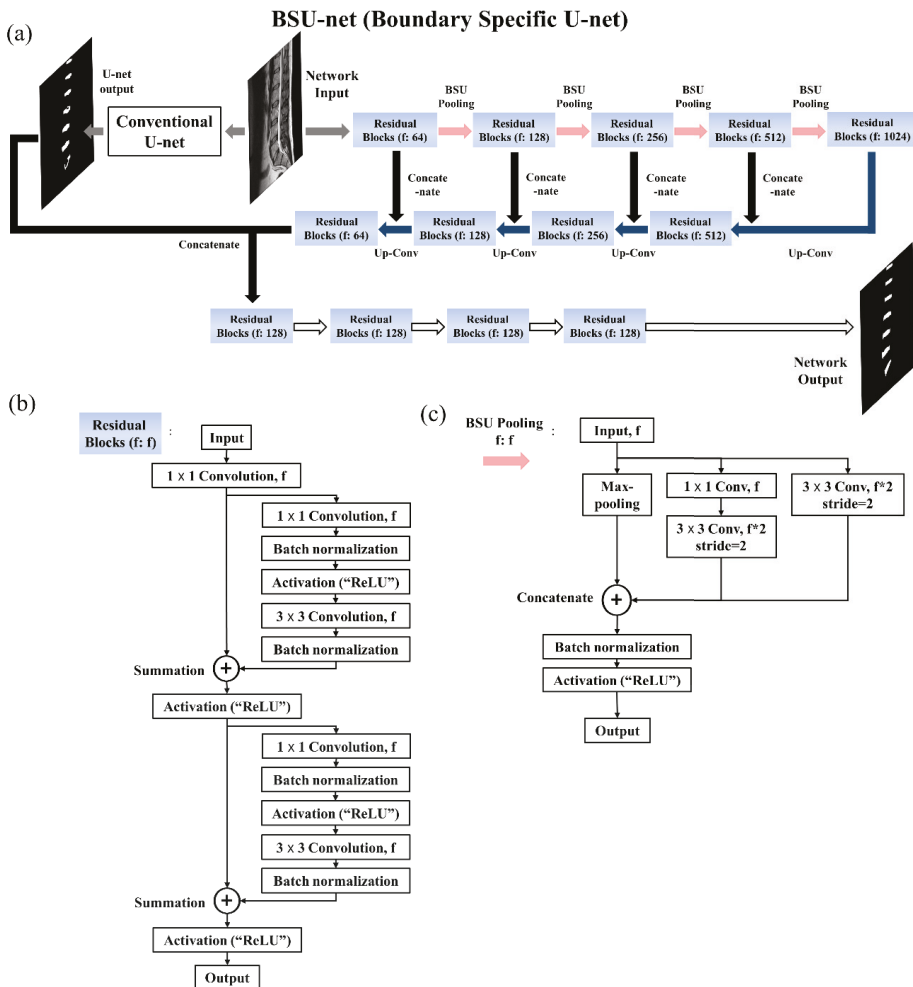 BSU-net (Boundary Specific U-net)
(a)
U-net
output
Conventional
U-net
Network
Input
BSU
Pooling
BSU
Pooling
BSU
Pooling
BSU
Pooling
Residual
Blocks (f: 64)
Residual
Blocks (f: 128)
Residual
Blocks (f: 256)
Residual
Blocks (f: 512)
Residual
Blocks (f: 1024)
Concate
-nate
Concate
-nate
Concate
-nate
Concate
-nate
Residual
Blocks (f: 64)
Residual
Blocks (f: 128)
Residual
Blocks (f: 256)
Residual
Blocks (f: 512)
Concatenate
Up-Conv
Up-Conv
Up-Conv
Up-Conv
Residual
Blocks (f: 128)
Residual
Blocks (f: 128)
Residual
Blocks (f: 128)
Residual
Blocks (f: 128)
Network
Output
(b)
Residual
Blocks (f: f)
:
Input
1 x 1 Convolution, f
1 x 1 Convolution, f
Batch normalization
Activation (“ReLU”)
3 x 3 Convolution, f
Batch normalization
Summation
+
Activation (“ReLU”)
1 x 1 Convolution, f
Batch normalization
Activation (“ReLU”)
3 x 3 Convolution, f
Batch normalization
Summation
+
Activation (“ReLU”)
Output
(c)
BSU Pooling
f: f
:
Input, f
Max-
pooling
1 x 1 Conv, f
3 x 3 Conv, f*2
stride=2
3 x 3 Conv, f*2
stride=2
Concatenate
+
Batch normalization
Activation (“ReLU”)
Output